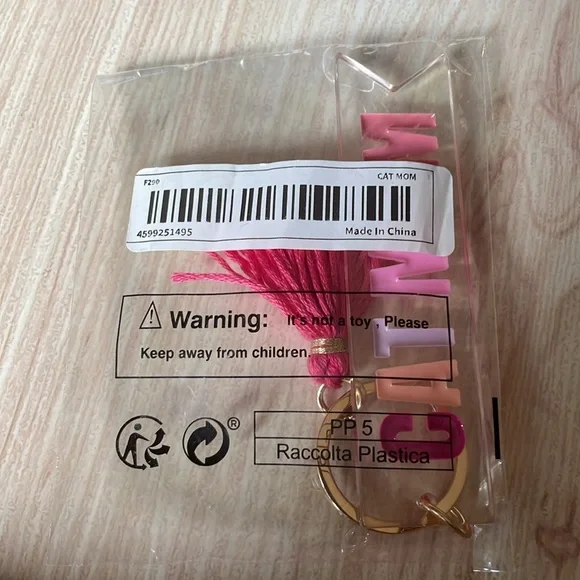 F260
CAT MOM
4599251495
Made In China
Warning: It's not a toy , Please
Keep away from children.
PP 5
Raccolta Plastica
®
CAT MOM